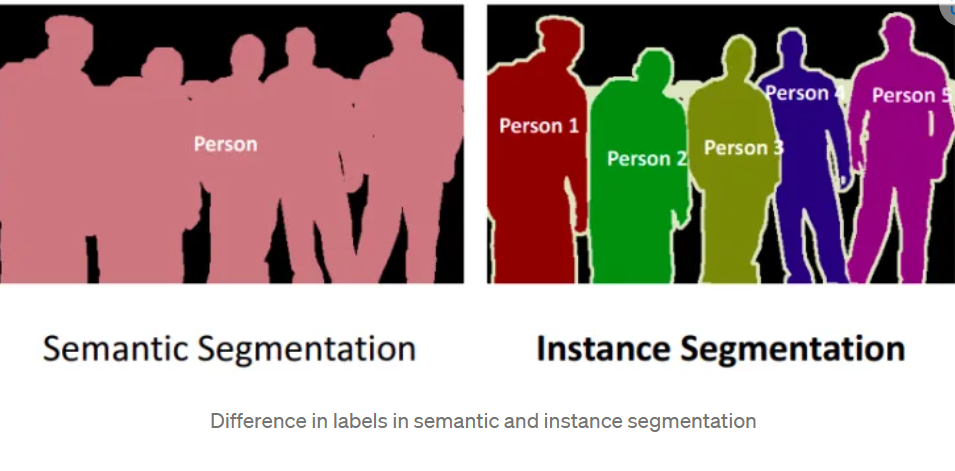 Person
Person 1
Person 2
Person 3
Person 4
Person 5
Semantic Segmentation
Instance Segmentation
Difference in labels in semantic and instance segmentation